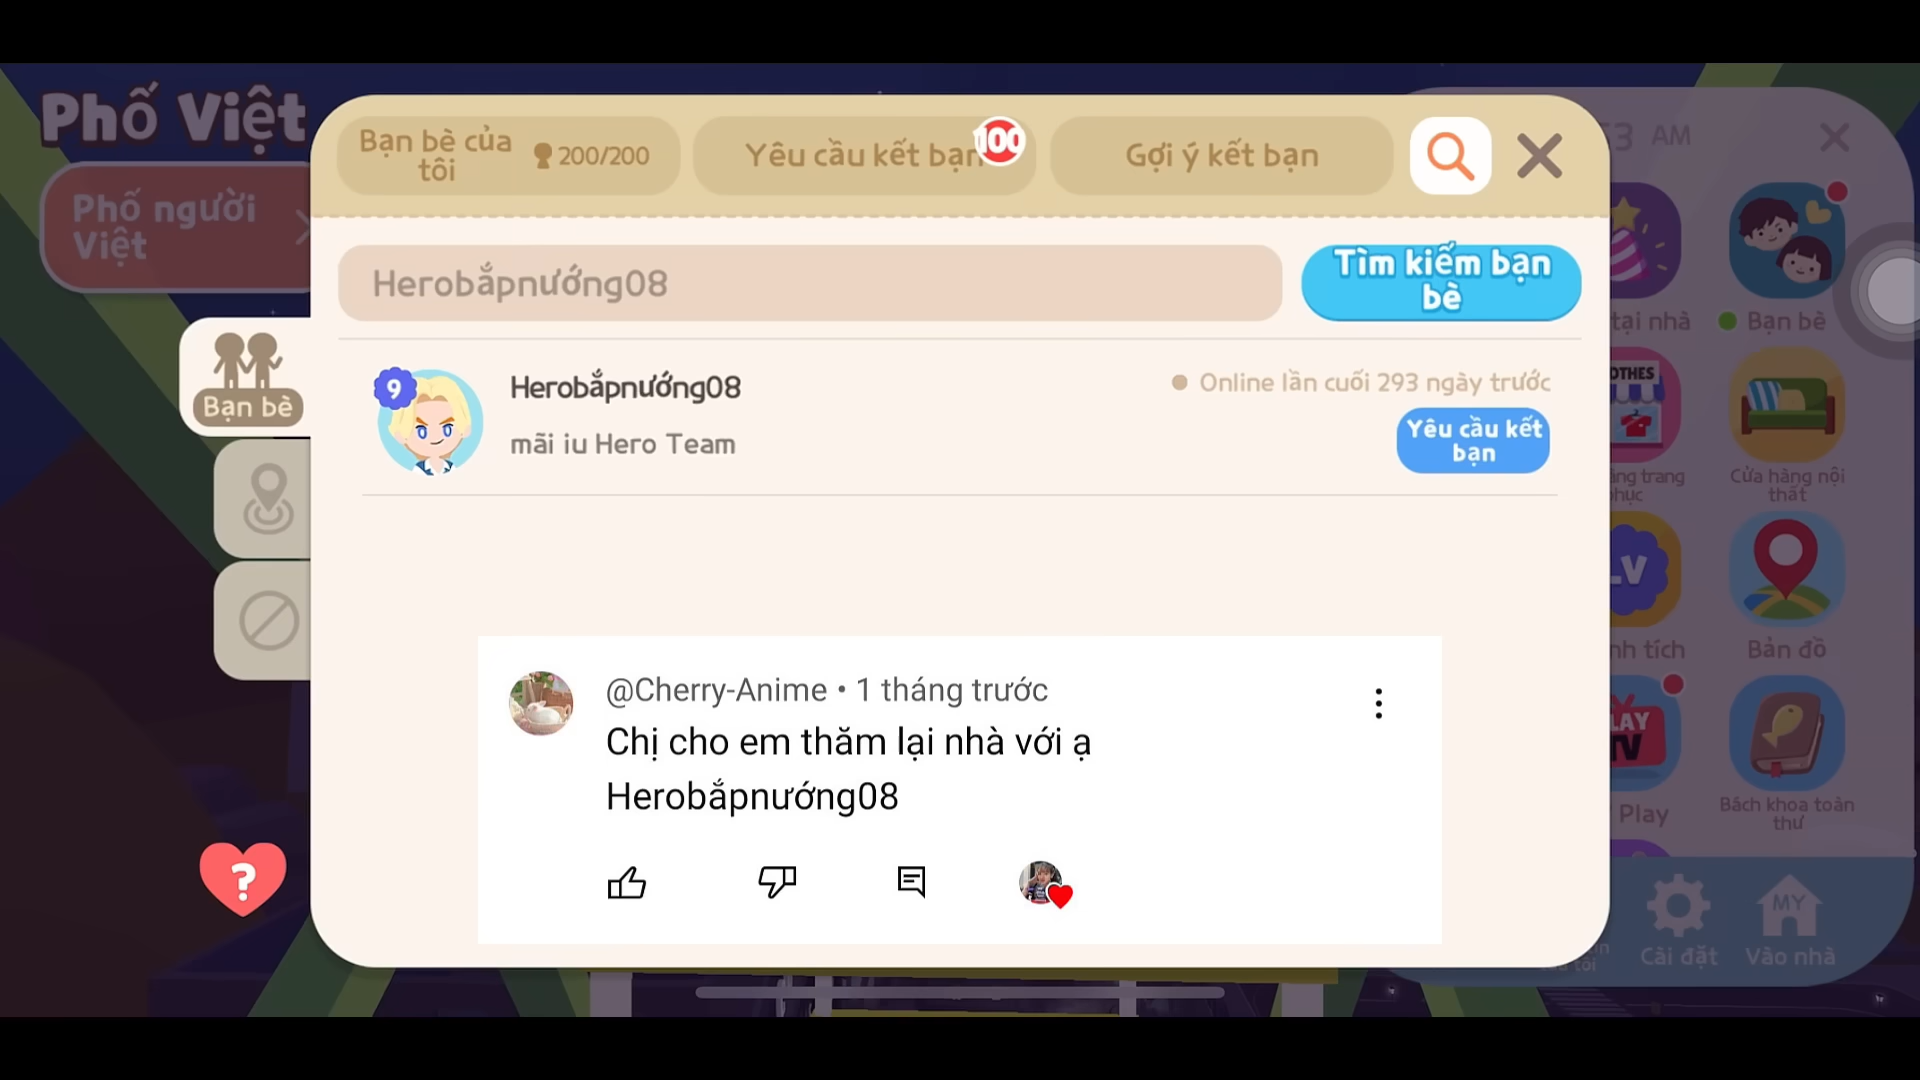 Phố Việt
Phố người
Việt
Bạn bè của
tôi
200/200
Yêu cầu kết bạn
100
Gợi ý kết bạn
Herobắpnướng08
Tìm kiếm bạn
bè
Bạn bè
9
Herobắpnướng08
mãi iu Hero Team
Online lần cuối 293 ngày trước
Yêu cầu kết
bạn
@Cherry-Anime • 1 tháng trước
Chị cho em thăm lại nhà với ạ
Herobắpnướng08
?
AM
tại nhà
Bạn bè
Cửa hàng nội
thất
LV
Bản đồ
Play
Bách khoa toàn
thư
Cài đặt
MY
Vào nhà